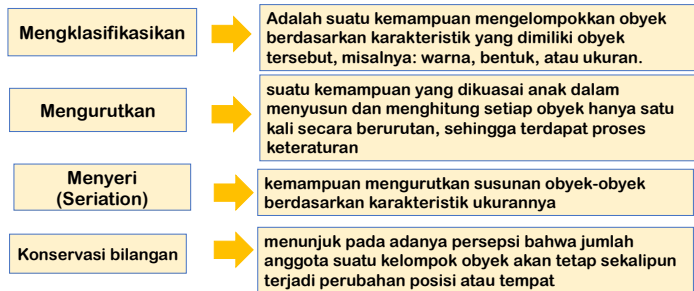 Mengklasifikasikan
Adalah suatu kemampuan mengelompokkan obyek
berdasarkan karakteristik yang dimiliki obyek
tersebut, misalnya: warna, bentuk, atau ukuran.
Mengurutkan
suatu kemampuan yang dikuasai anak dalam
menyusun dan menghitung setiap obyek hanya satu
kali secara berurutan, sehingga terdapat proses
keteraturan
Menyeri
(Seriation)
kemampuan mengurutkan susunan obyek-obyek
berdasarkan karakteristik ukurannya
Konservasi bilangan
menunjuk pada adanya persepsi bahwa jumlah
anggota suatu kelompok obyek akan tetap sekalipun
terjadi perubahan posisi atau tempat